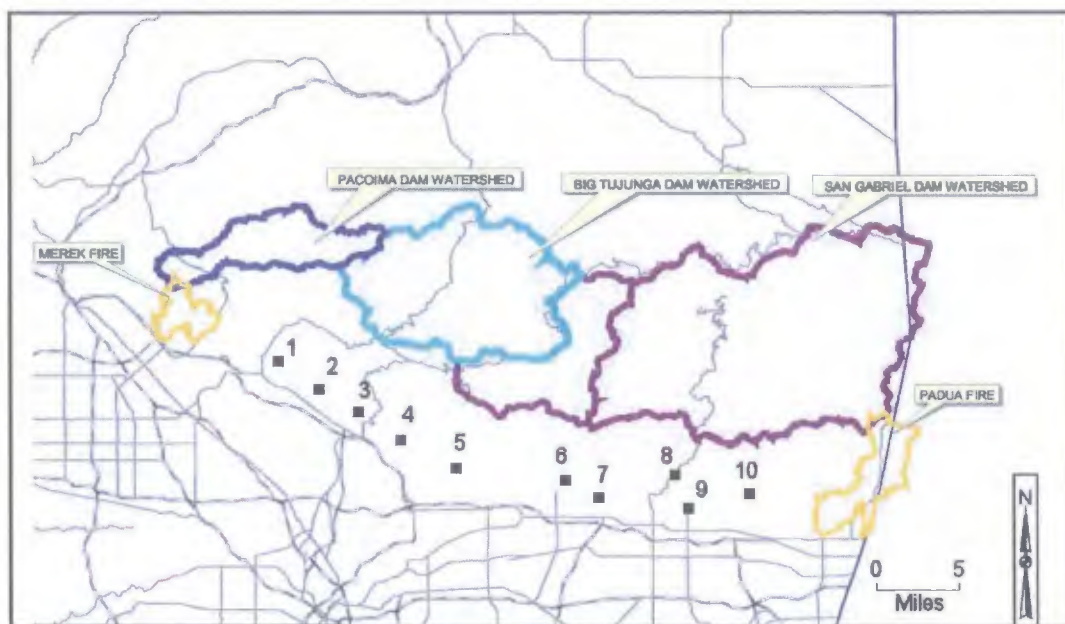 PACOIMA DAM WATERSHED
BIG TUJUNGA DAM WATERSHED
SAN GABRIEL DAM WATERSHED
MEREK FIRE
1
2
3
4
5
6
7
8
9
10
PADUA FIRE
N
0 5
Miles